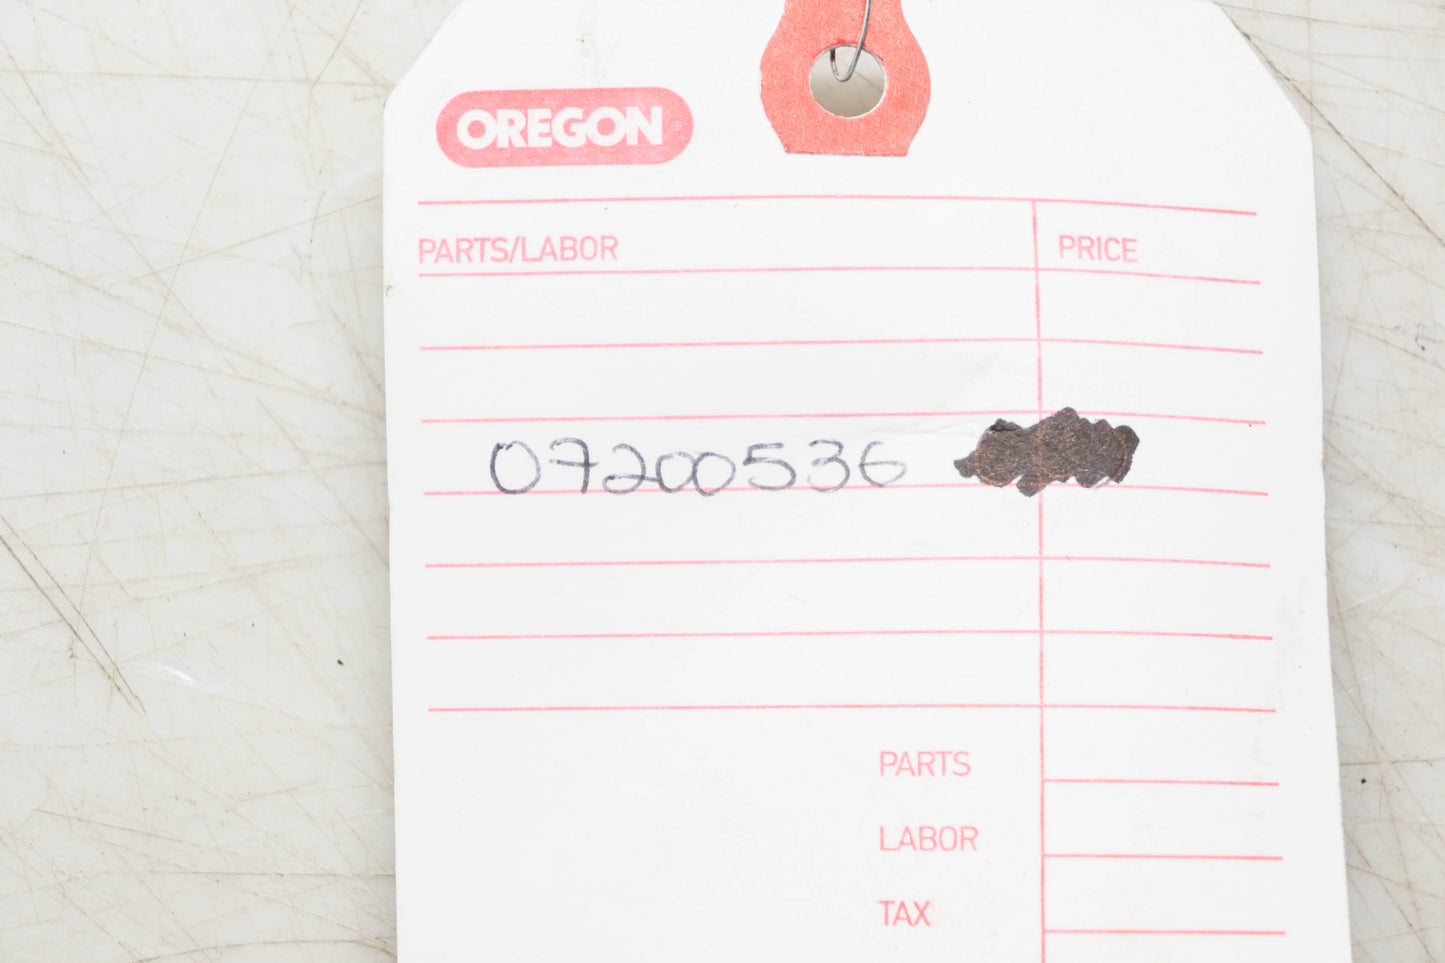 OREGON
PARTS/LABOR PRICE
07200536
PARTS
LABOR
TAX